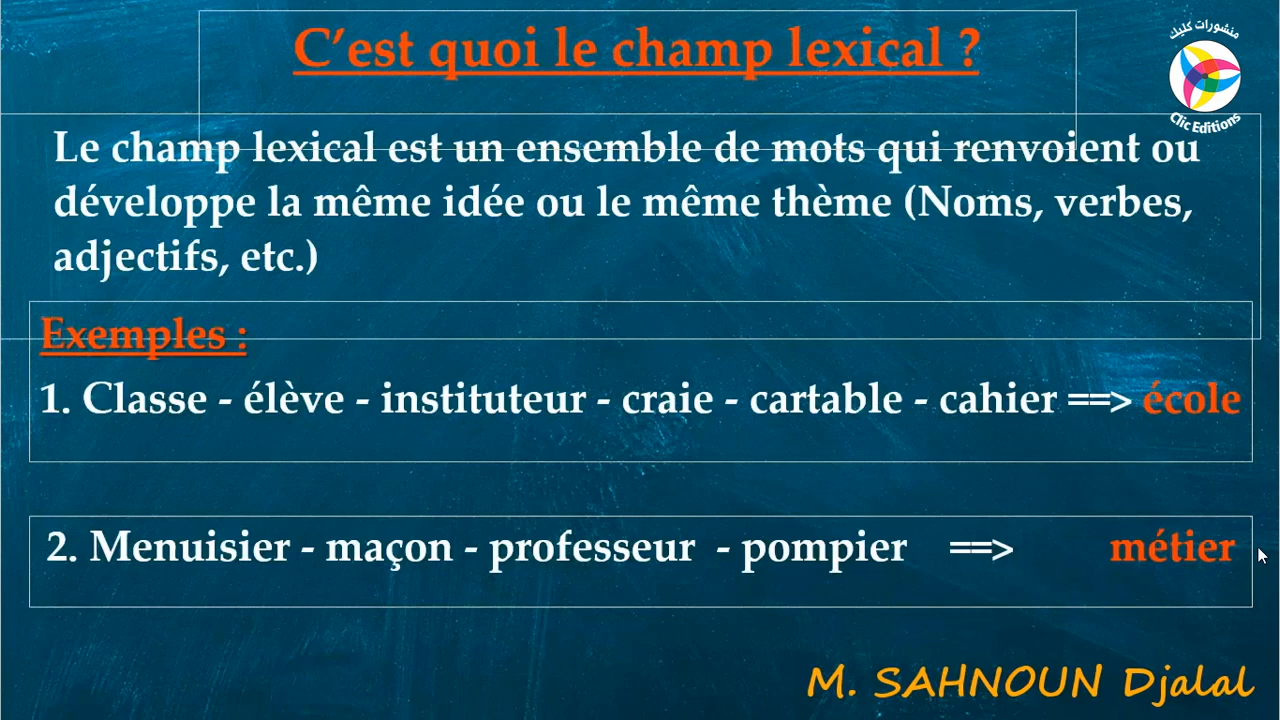 C’est quoi le champ lexical ?
منشورات كليك
Clic Editions
Le champ lexical est un ensemble de mots qui renvoient ou
développe la même idée ou le même thème (Noms, verbes,
adjectifs, etc.)
Exemples :
1. Classe - élève - instituteur - craie - cartable - cahier ==> école
2. Menuisier - maçon - professeur - pompier ==> métier
M. SAHNOUN Djalal